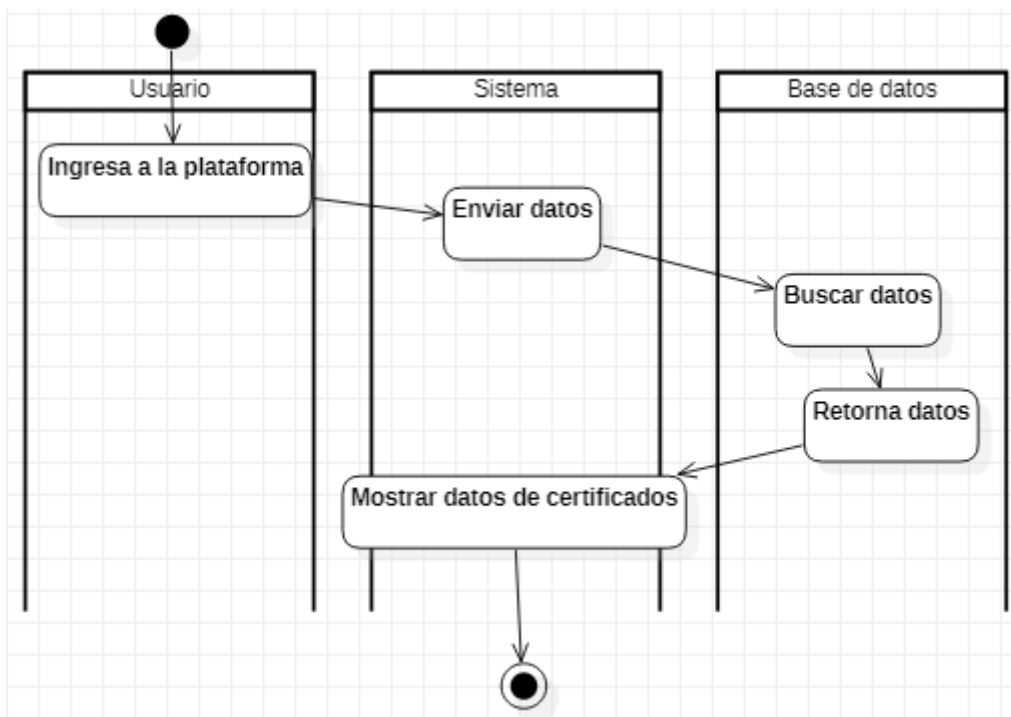 Usuario
Sistema
Base de datos
Ingresa a la plataforma
Enviar datos
Buscar datos
Retorna datos
Mostrar datos de certificados